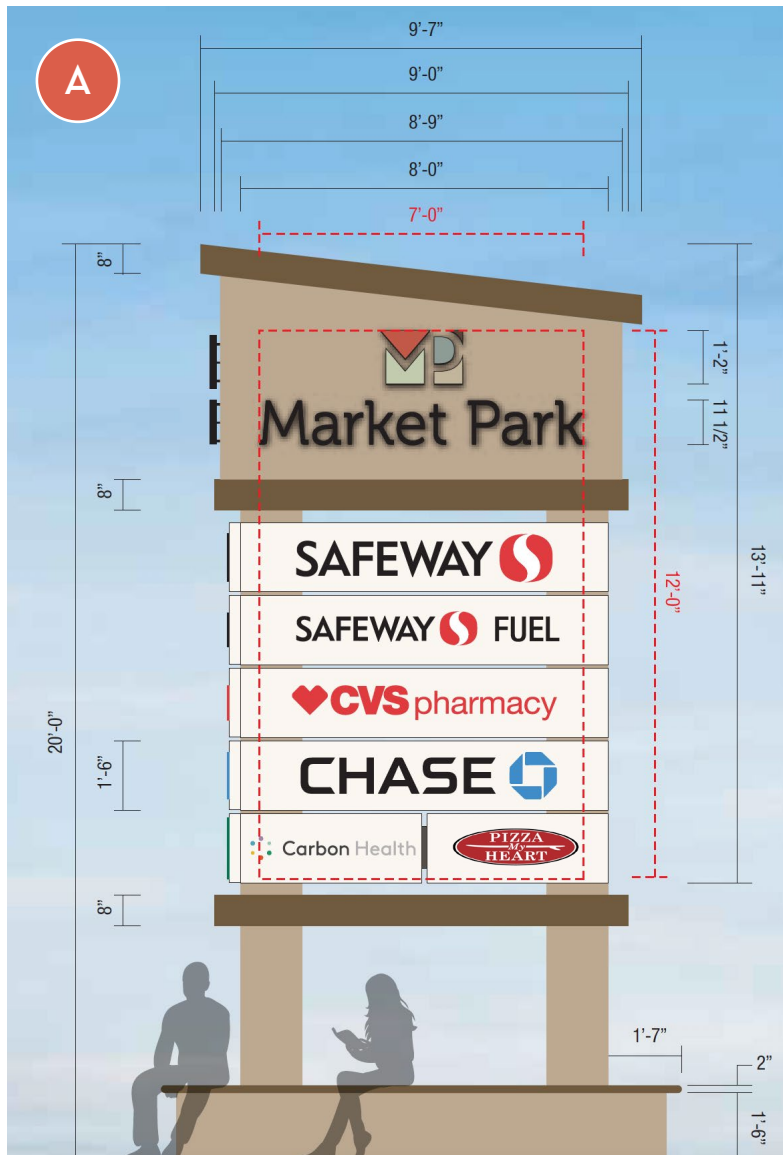 A
9’-7”
9’-0”
8’-9”
8’-0”
7’-0”
8”
1’-2”
MP
Market Park
11 1/2”
8”
13’-11”
SAFEWAY
12’-0”
SAFEWAY FUEL
CVS pharmacy
20’-0”
1’-6”
CHASE
Carbon Health
PIZZA
My
HEART
8”
1’-7”
2”
1’-6”